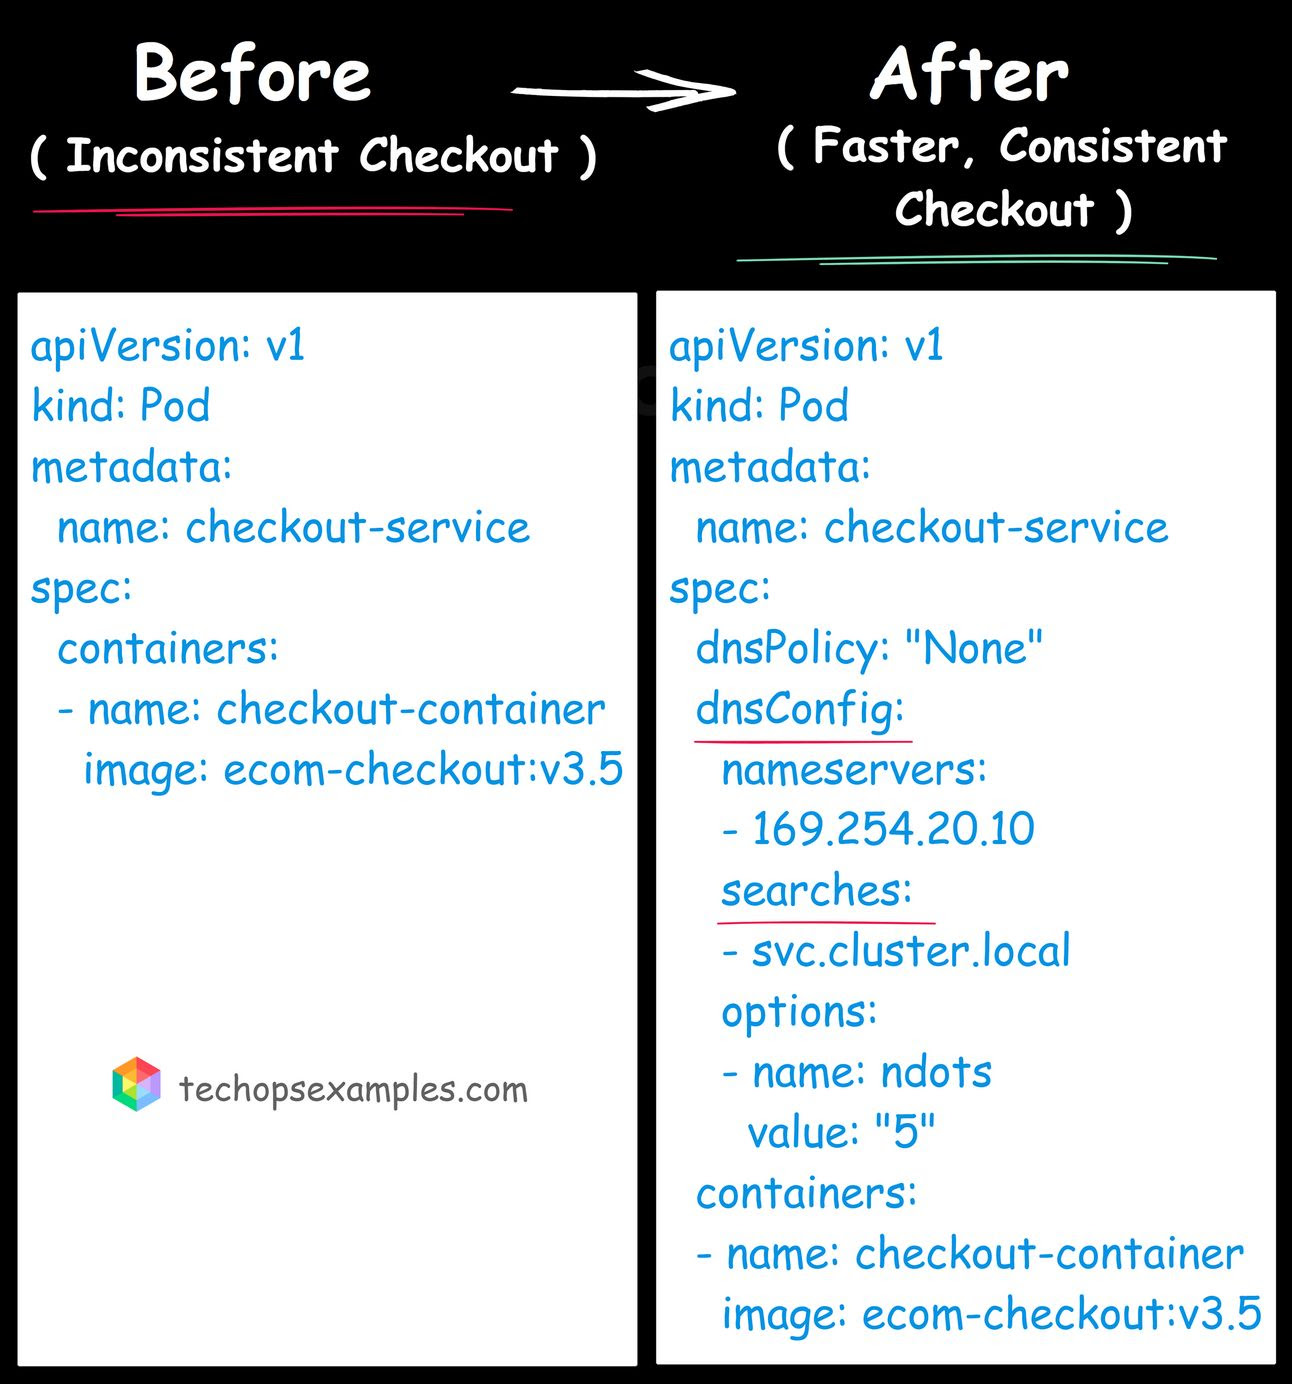 Before
( Inconsistent Checkout )
After
( Faster, Consistent
Checkout )
apiVersion: v1
kind: Pod
metadata:
  name: checkout-service
spec:
  containers:
  - name: checkout-container
    image: ecom-checkout:v3.5
techopsexamples.com
apiVersion: v1
kind: Pod
metadata:
  name: checkout-service
spec:
  dnsPolicy: "None"
  dnsConfig:
    nameservers:
    - 169.254.20.10
    searches:
    - svc.cluster.local
    options:
    - name: ndots
      value: "5"
  containers:
  - name: checkout-container
    image: ecom-checkout:v3.5